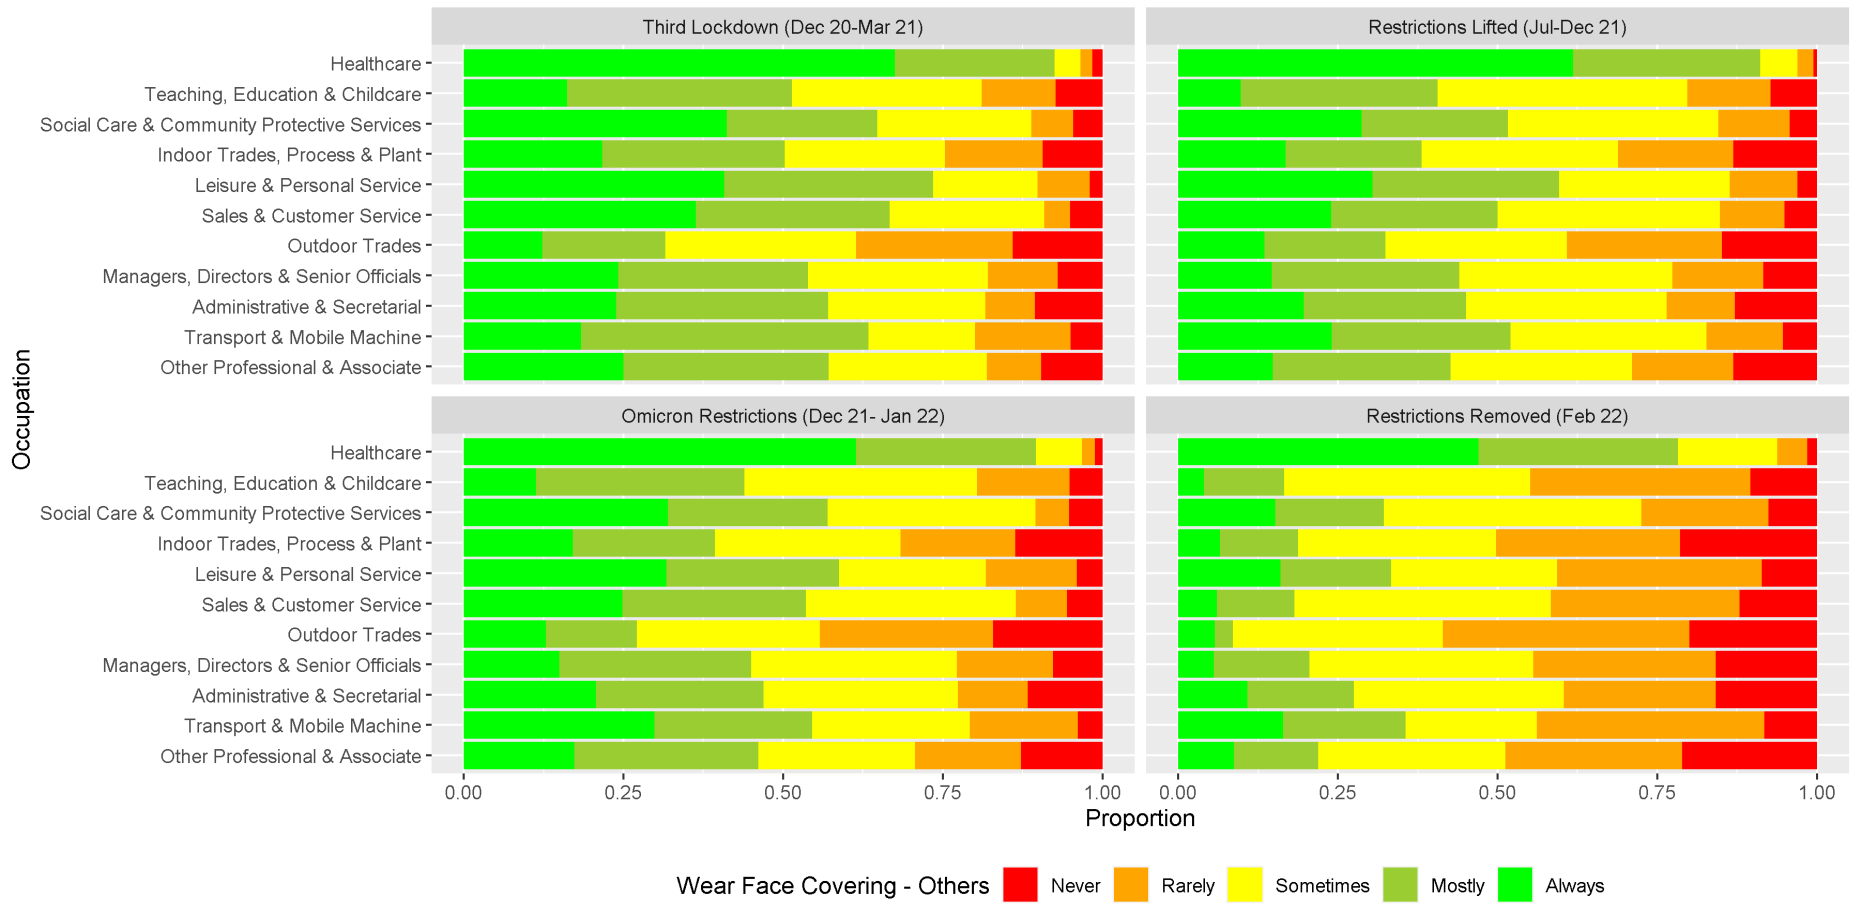 Third Lockdown (Dec 20-Mar 21)
Restrictions Lifted (Jul-Dec 21)
Healthcare
Teaching, Education & Childcare
Social Care & Community Protective Services
Indoor Trades, Process & Plant
Leisure & Personal Service
Sales & Customer Service
Outdoor Trades
Managers, Directors & Senior Officials
Administrative & Secretarial
Transport & Mobile Machine
Other Professional & Associate
Occupation
Omicron Restrictions (Dec 21- Jan 22)
Restrictions Removed (Feb 22)
Healthcare
Teaching, Education & Childcare
Social Care & Community Protective Services
Indoor Trades, Process & Plant
Leisure & Personal Service
Sales & Customer Service
Outdoor Trades
Managers, Directors & Senior Officials
Administrative & Secretarial
Transport & Mobile Machine
Other Professional & Associate
0.00 0.25 0.50 0.75 1.00
0.00 0.25 0.50 0.75 1.00
Proportion
Wear Face Covering - Others Never Rarely Sometimes Mostly Always